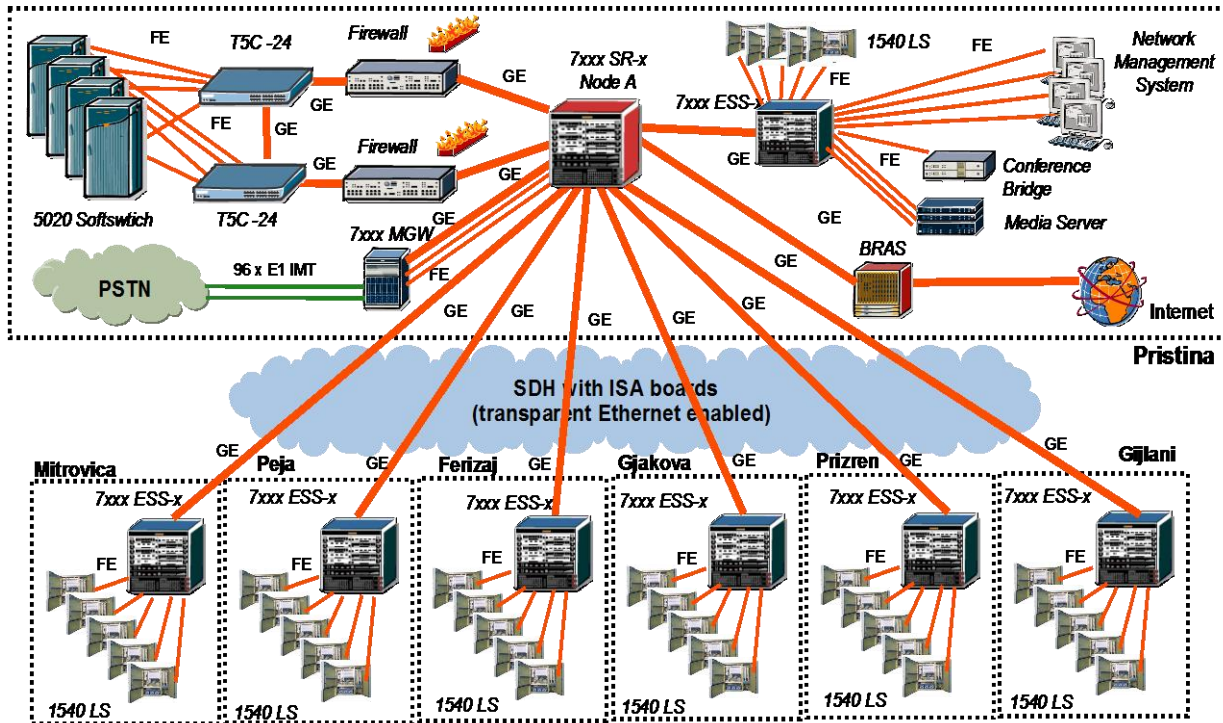 FE
T5C -24
Firewall
GE
7xxx SR-x
Node A
1540 LS
FE
Network
Management
System
7xxx ESS-x
FE
GE
FE
GE
GE
Firewall
GE
GE
FE
Conference
Bridge
5020 Softswtich
T5C -24
GE
Media Server
7xxx MGW
GE
BRAS
PSTN
96 x E1 IMT
FE
GE
GE
GE
GE
GE
GE
Internet
Pristina
SDH with ISA boards
(transparent Ethernet enabled)
GE
GE
GE
GE
GE
GE
Mitrovica
Peja
Ferizaj
Gjakova
Prizren
Gijlani
7xxx ESS-x
7xxx ESS-x
7xxx ESS-x
7xxx ESS-x
7xxx ESS-x
7xxx ESS-x
FE
FE
FE
FE
FE
FE
1540 LS
1540 LS
1540 LS
1540 LS
1540 LS
1540 LS